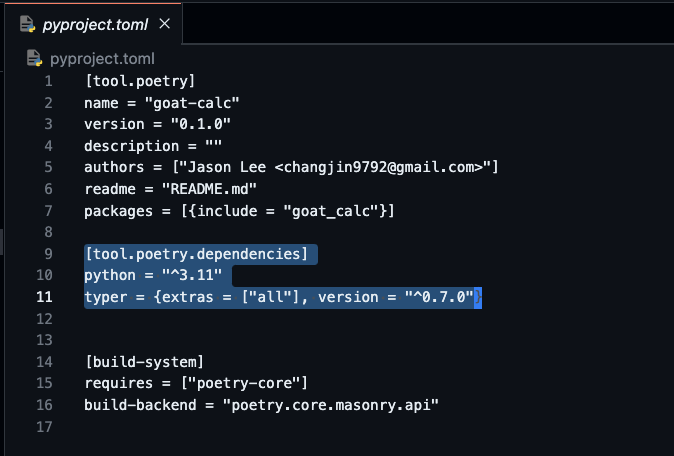 pyproject.toml ×
pyproject.toml
1 [tool.poetry]
2 name = "goat-calc"
3 version = "0.1.0"
4 description = ""
5 authors = ["Jason Lee <changjin9792@gmail.com>"]
6 readme = "README.md"
7 packages = [{include = "goat_calc"}]
8
9 [tool.poetry.dependencies]
10 python = "^3.11"
11 typer = {extras = ["all"], version = "^0.7.0"}
12
13
14 [build-system]
15 requires = ["poetry-core"]
16 build-backend = "poetry.core.masonry.api"
17